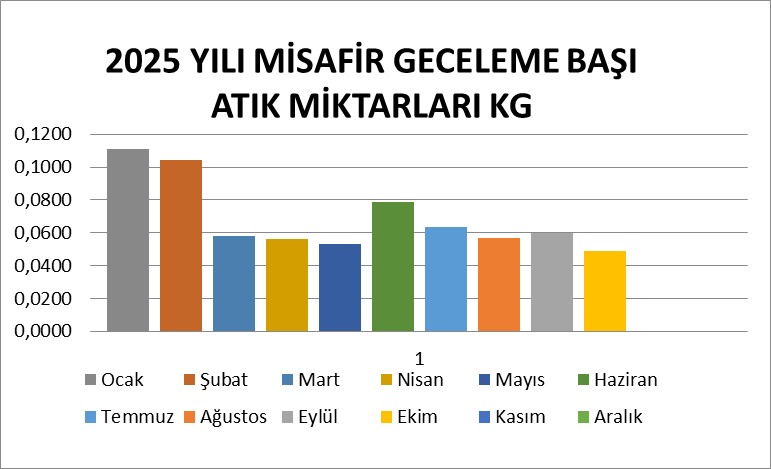 2025 YILI MİSAFİR GECELEME BAŞI
ATIK MİKTARLARI KG
0,1200
0,1000
0,0800
0,0600
0,0400
0,0200
0,0000
1
Ocak Şubat Mart Nisan Mayıs Haziran
Temmuz Ağustos Eylül Ekim Kasım Aralık